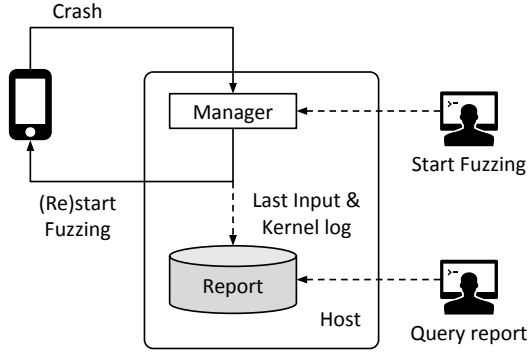 Crash
Manager
Start Fuzzing
(Re)start
Fuzzing
Last Input &
Kernel log
Report
Host
Query report